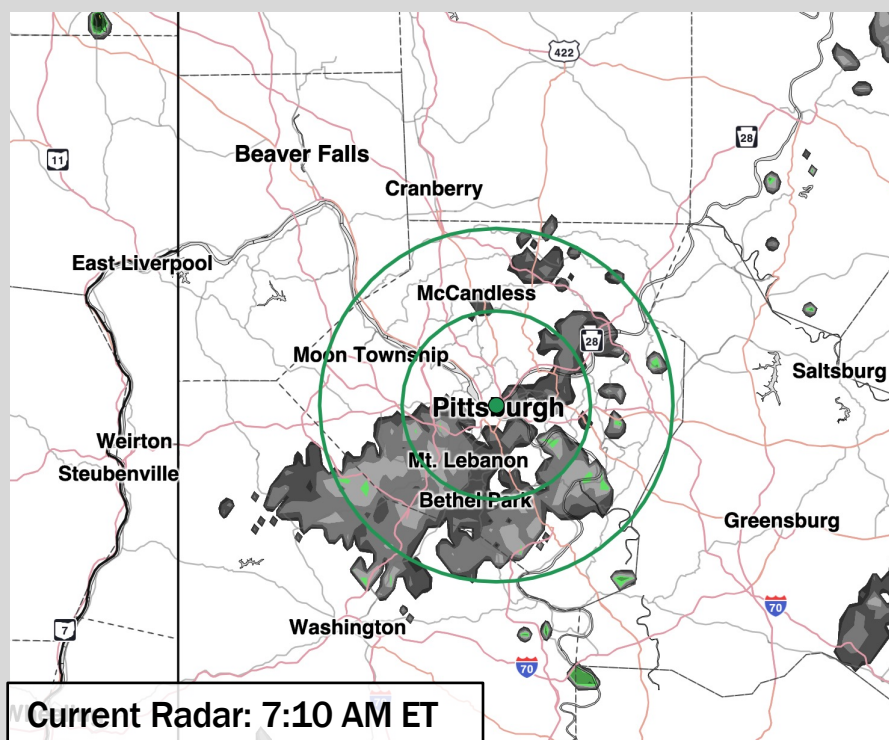 422
28
11
Beaver Falls
Cranberry
East Liverpool
McCandless
28
Moon Township
Saltsburg
Pittsburgh
Weirton
Mt. Lebanon
Steubenville
Bethel Park
Greensburg
70
7
Washington
70
Current Radar: 7:10 AM ET